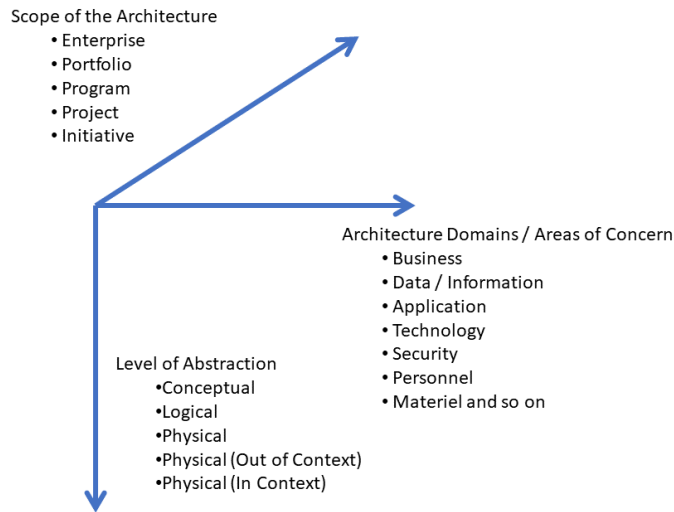 Scope of the Architecture
• Enterprise
• Portfolio
• Program
• Project
• Initiative
Architecture Domains / Areas of Concern
• Business
• Data / Information
• Application
• Technology
• Security
• Personnel
• Materiel and so on
Level of Abstraction
•Conceptual
•Logical
•Physical
•Physical (Out of Context)
•Physical (In Context)